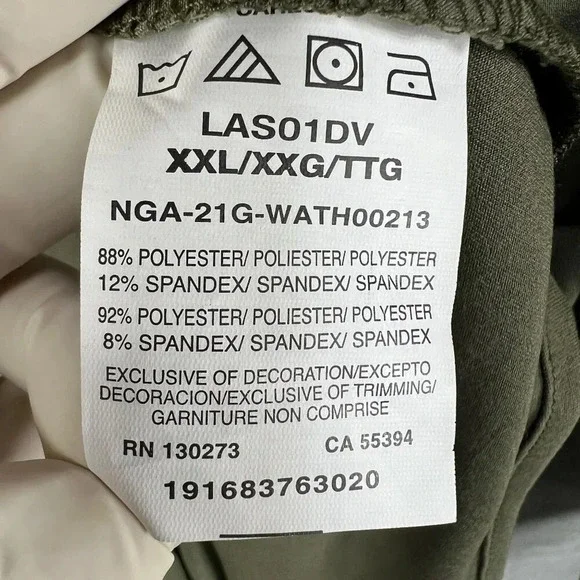 LAS01DV
XXL/XXG/TTG
NGA-21G-WATH00213
88% POLYESTER/ POLIESTER/ POLYESTER
12% SPANDEX/ SPANDEX/ SPANDEX
92% POLYESTER/ POLIESTER/ POLYESTER
8% SPANDEX/ SPANDEX/ SPANDEX
EXCLUSIVE OF DECORATION/EXCEPTO
DECORACION/EXCLUSIVE OF TRIMMING/
GARNITURE NON COMPRISE
RN 130273 CA 55394
191683763020